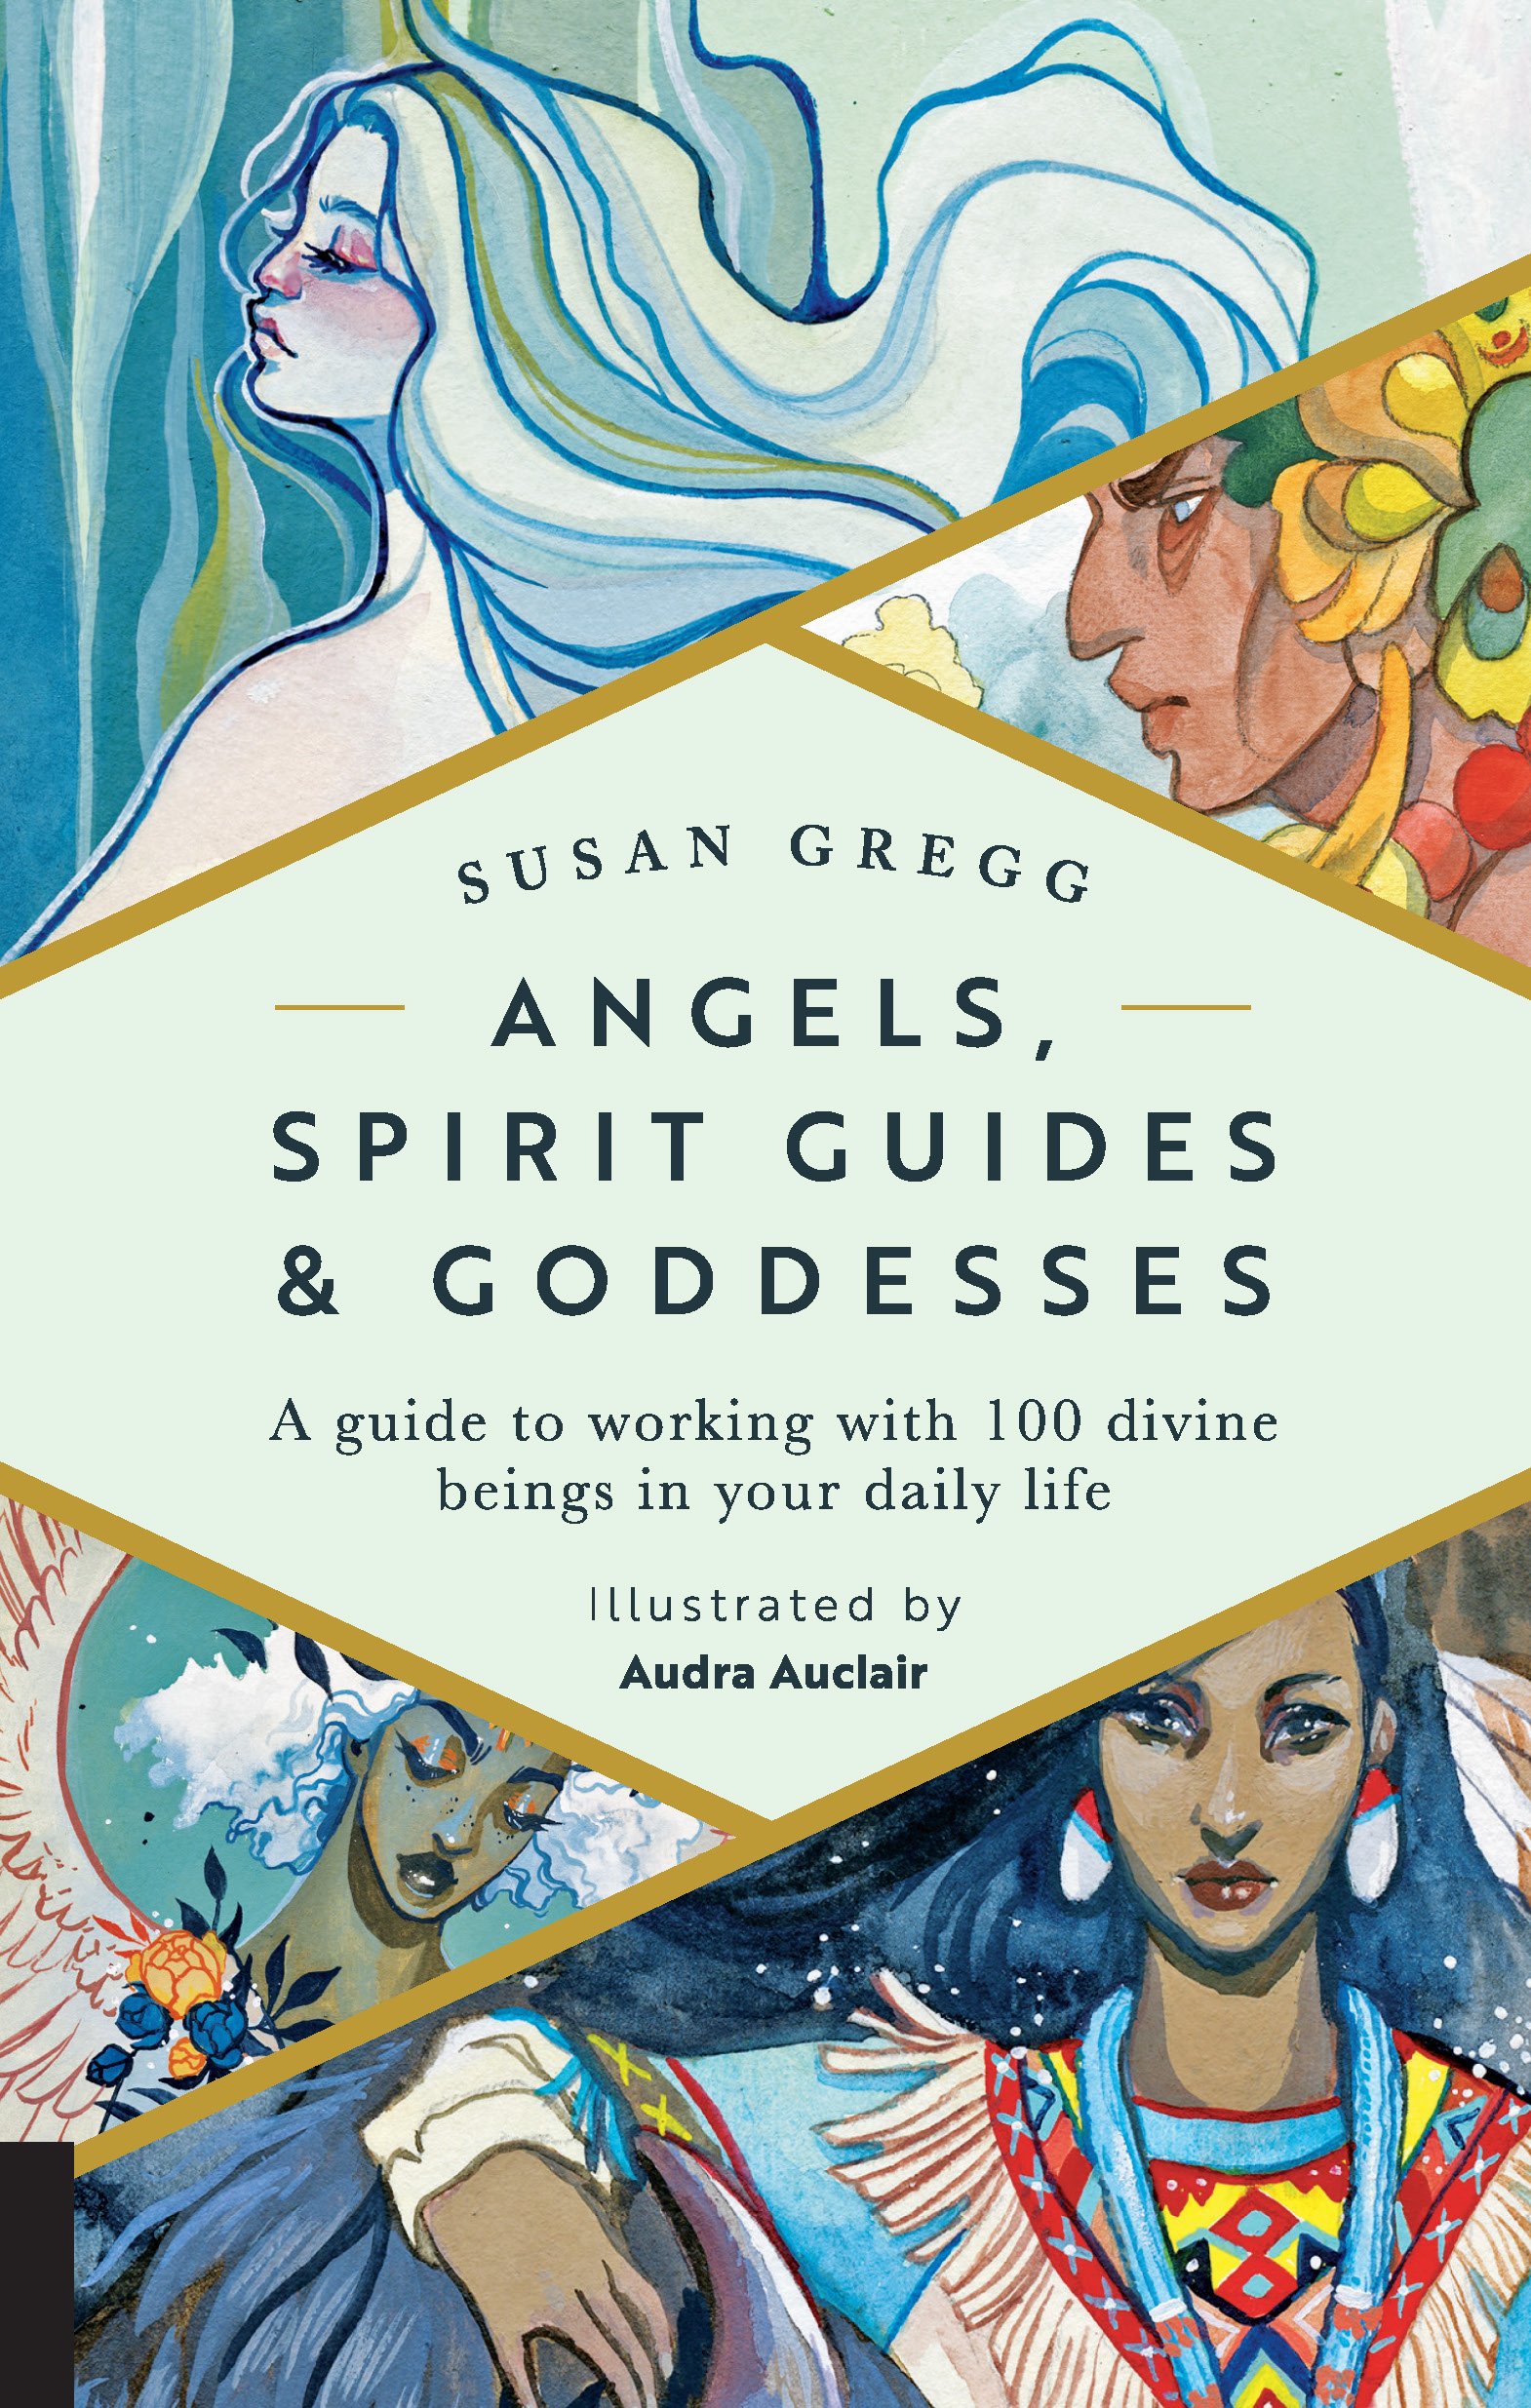 SUSAN GREGG
ANGELS,
SPIRIT GUIDES
& GODDESSES
A guide to working with 100 divine
beings in your daily life
Illustrated by
Audra Auclair